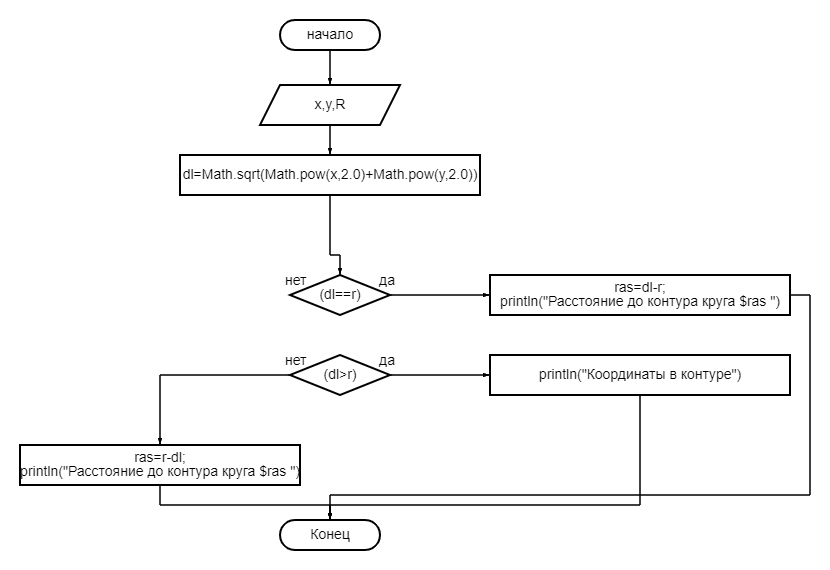 начало
x,y,R
dl=Math.sqrt(Math.pow(x,2.0)+Math.pow(y,2.0))
нет
да
(dl==r)
ras=dl-r;
println("Расстояние до контура круга $ras ")
нет
да
(dl>r)
println("Координаты в контуре")
ras=r-dl;
println("Расстояние до контура круга $ras ")
Конец